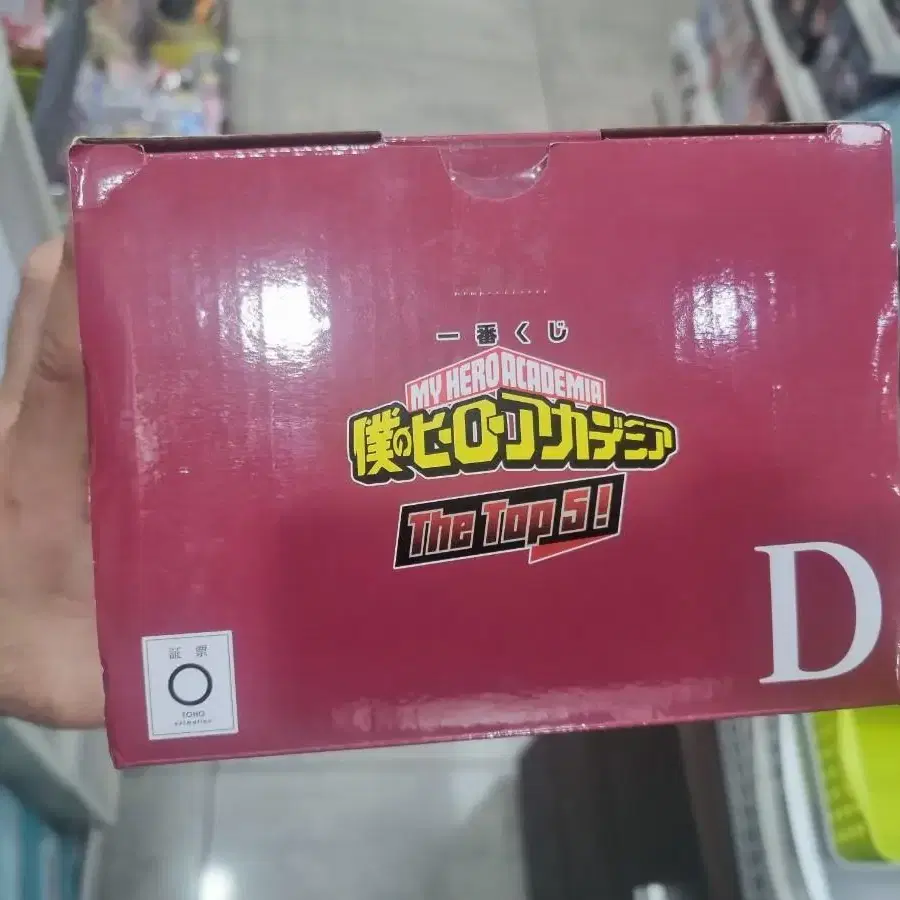 一番くじ
MY HERO ACADEMIA
僕のヒーローアカデミア
The Top 5!
D
証票
TOHO
animation